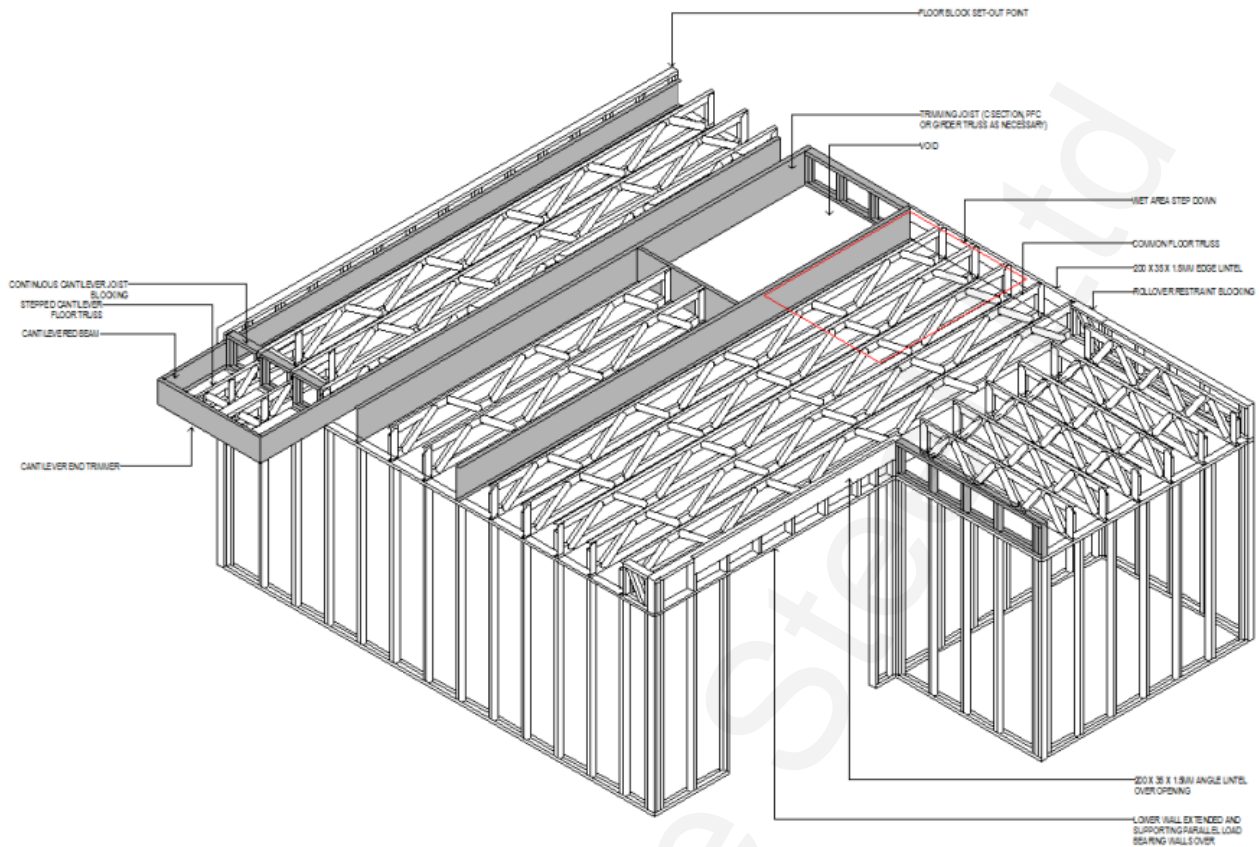 FLOOR BLOCK SET-OUT POINT
TRIMMING JOIST (C SECTION, PFC
OR GIRDER TRUSS AS NECESSARY)
VOID
WET AREA STEP DOWN
COMMON FLOOR TRUSS
200 X 35 X 1.5MM EDGE LINTEL
ROLLOVER RESTRAINT BLOCKING
CONTINUOUS CANTILEVER JOIST
BLOCKING
STEPPED CANTILEVER
FLOOR TRUSS
CANTILEVERED BEAM
CANTILEVER END TRIMMER
200 X 35 X 1.5MM ANGLE LINTEL
OVER OPENING
LOWER WALL EXTENDED AND
SUPPORTING PARALLEL LOAD
BEARING WALLS OVER
Steel Ltd